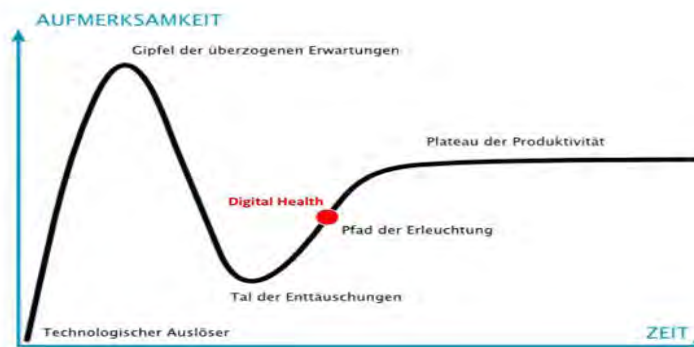 AUFMERKSAMKEIT
Gipfel der überzogenen Erwartungen
Plateau der Produktivität
Digital Health
Pfad der Erleuchtung
Tal der Enttäuschungen
Technologischer Auslöser
ZEIT